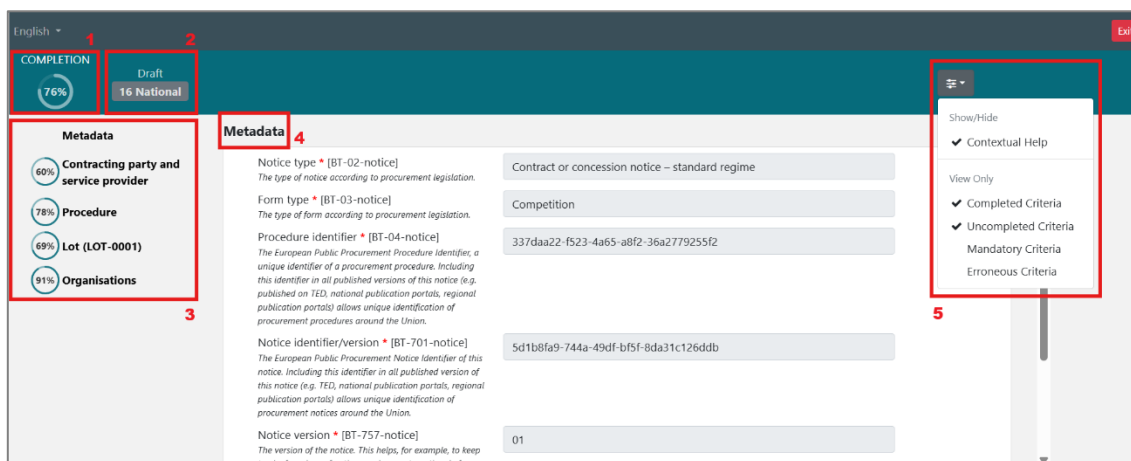 English
Exi
1
2
COMPLETION
76%
Draft
16 National
Metadata
60%
Contracting party and
service provider
78%
Procedure
69%
Lot (LOT-0001)
91%
Organisations
3
Metadata
4
Notice type * [BT-02-notice]
The type of notice according to procurement legislation.
Contract or concession notice – standard regime
Form type * [BT-03-notice]
The type of form according to procurement legislation.
Competition
Procedure identifier * [BT-04-notice]
The European Public Procurement Procedure Identifier, a
unique identifier of a procurement procedure. Including
this identifier in all published versions of this notice (e.g.
published on TED, national publication portals, regional
publication portals) allows unique identification of
procurement procedures around the Union.
337daa22-f523-4a65-a8f2-36a2779255f2
Notice identifier/version * [BT-701-notice]
The European Public Procurement Notice Identifier of this
notice. Including this identifier in all published version of
this notice (e.g. TED, national publication portals, regional
publication portals) allows unique identification of
procurement notices around the Union.
5d1b8fa9-744a-49df-bf5f-8da31c126ddb
Notice version * [BT-757-notice]
The version of the notice. This helps, for example, to keep
01
Show/Hide
✔ Contextual Help
View Only
✔ Completed Criteria
✔ Uncompleted Criteria
Mandatory Criteria
Erroneous Criteria
5